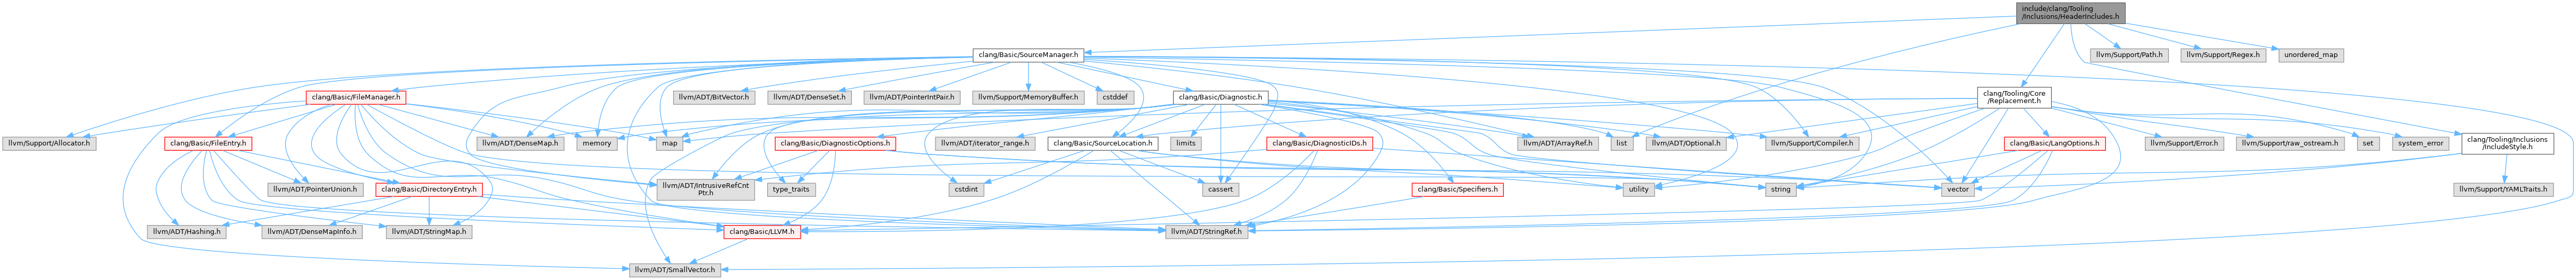 include/clang/Tooling
/Inclusions/HeaderIncludes.h
clang/Basic/SourceManager.h
llvm/Support/Path.h
llvm/Support/Regex.h
unordered_map
clang/Basic/FileManager.h
llvm/ADT/BitVector.h
llvm/ADT/DenseSet.h
llvm/ADT/PointerIntPair.h
llvm/Support/MemoryBuffer.h
cstddef
clang/Basic/Diagnostic.h
clang/Tooling/Core
/Replacement.h
llvm/Support/Allocator.h
clang/Basic/FileEntry.h
llvm/ADT/DenseMap.h
memory
map
clang/Basic/DiagnosticOptions.h
llvm/ADT/iterator_range.h
clang/Basic/SourceLocation.h
limits
clang/Basic/DiagnosticIDs.h
llvm/ADT/ArrayRef.h
list
llvm/ADT/Optional.h
llvm/Support/Compiler.h
clang/Basic/LangOptions.h
llvm/Support/Error.h
llvm/Support/raw_ostream.h
set
system_error
clang/Tooling/Inclusions
/IncludeStyle.h
llvm/ADT/PointerUnion.h
clang/Basic/DirectoryEntry.h
llvm/ADT/IntrusiveRefCnt
Ptr.h
type_traits
cstdint
cassert
clang/Basic/Specifiers.h
utility
string
vector
llvm/Support/YAMLTraits.h
llvm/ADT/Hashing.h
llvm/ADT/DenseMapInfo.h
llvm/ADT/StringMap.h
clang/Basic/LLVM.h
llvm/ADT/StringRef.h
llvm/ADT/SmallVector.h